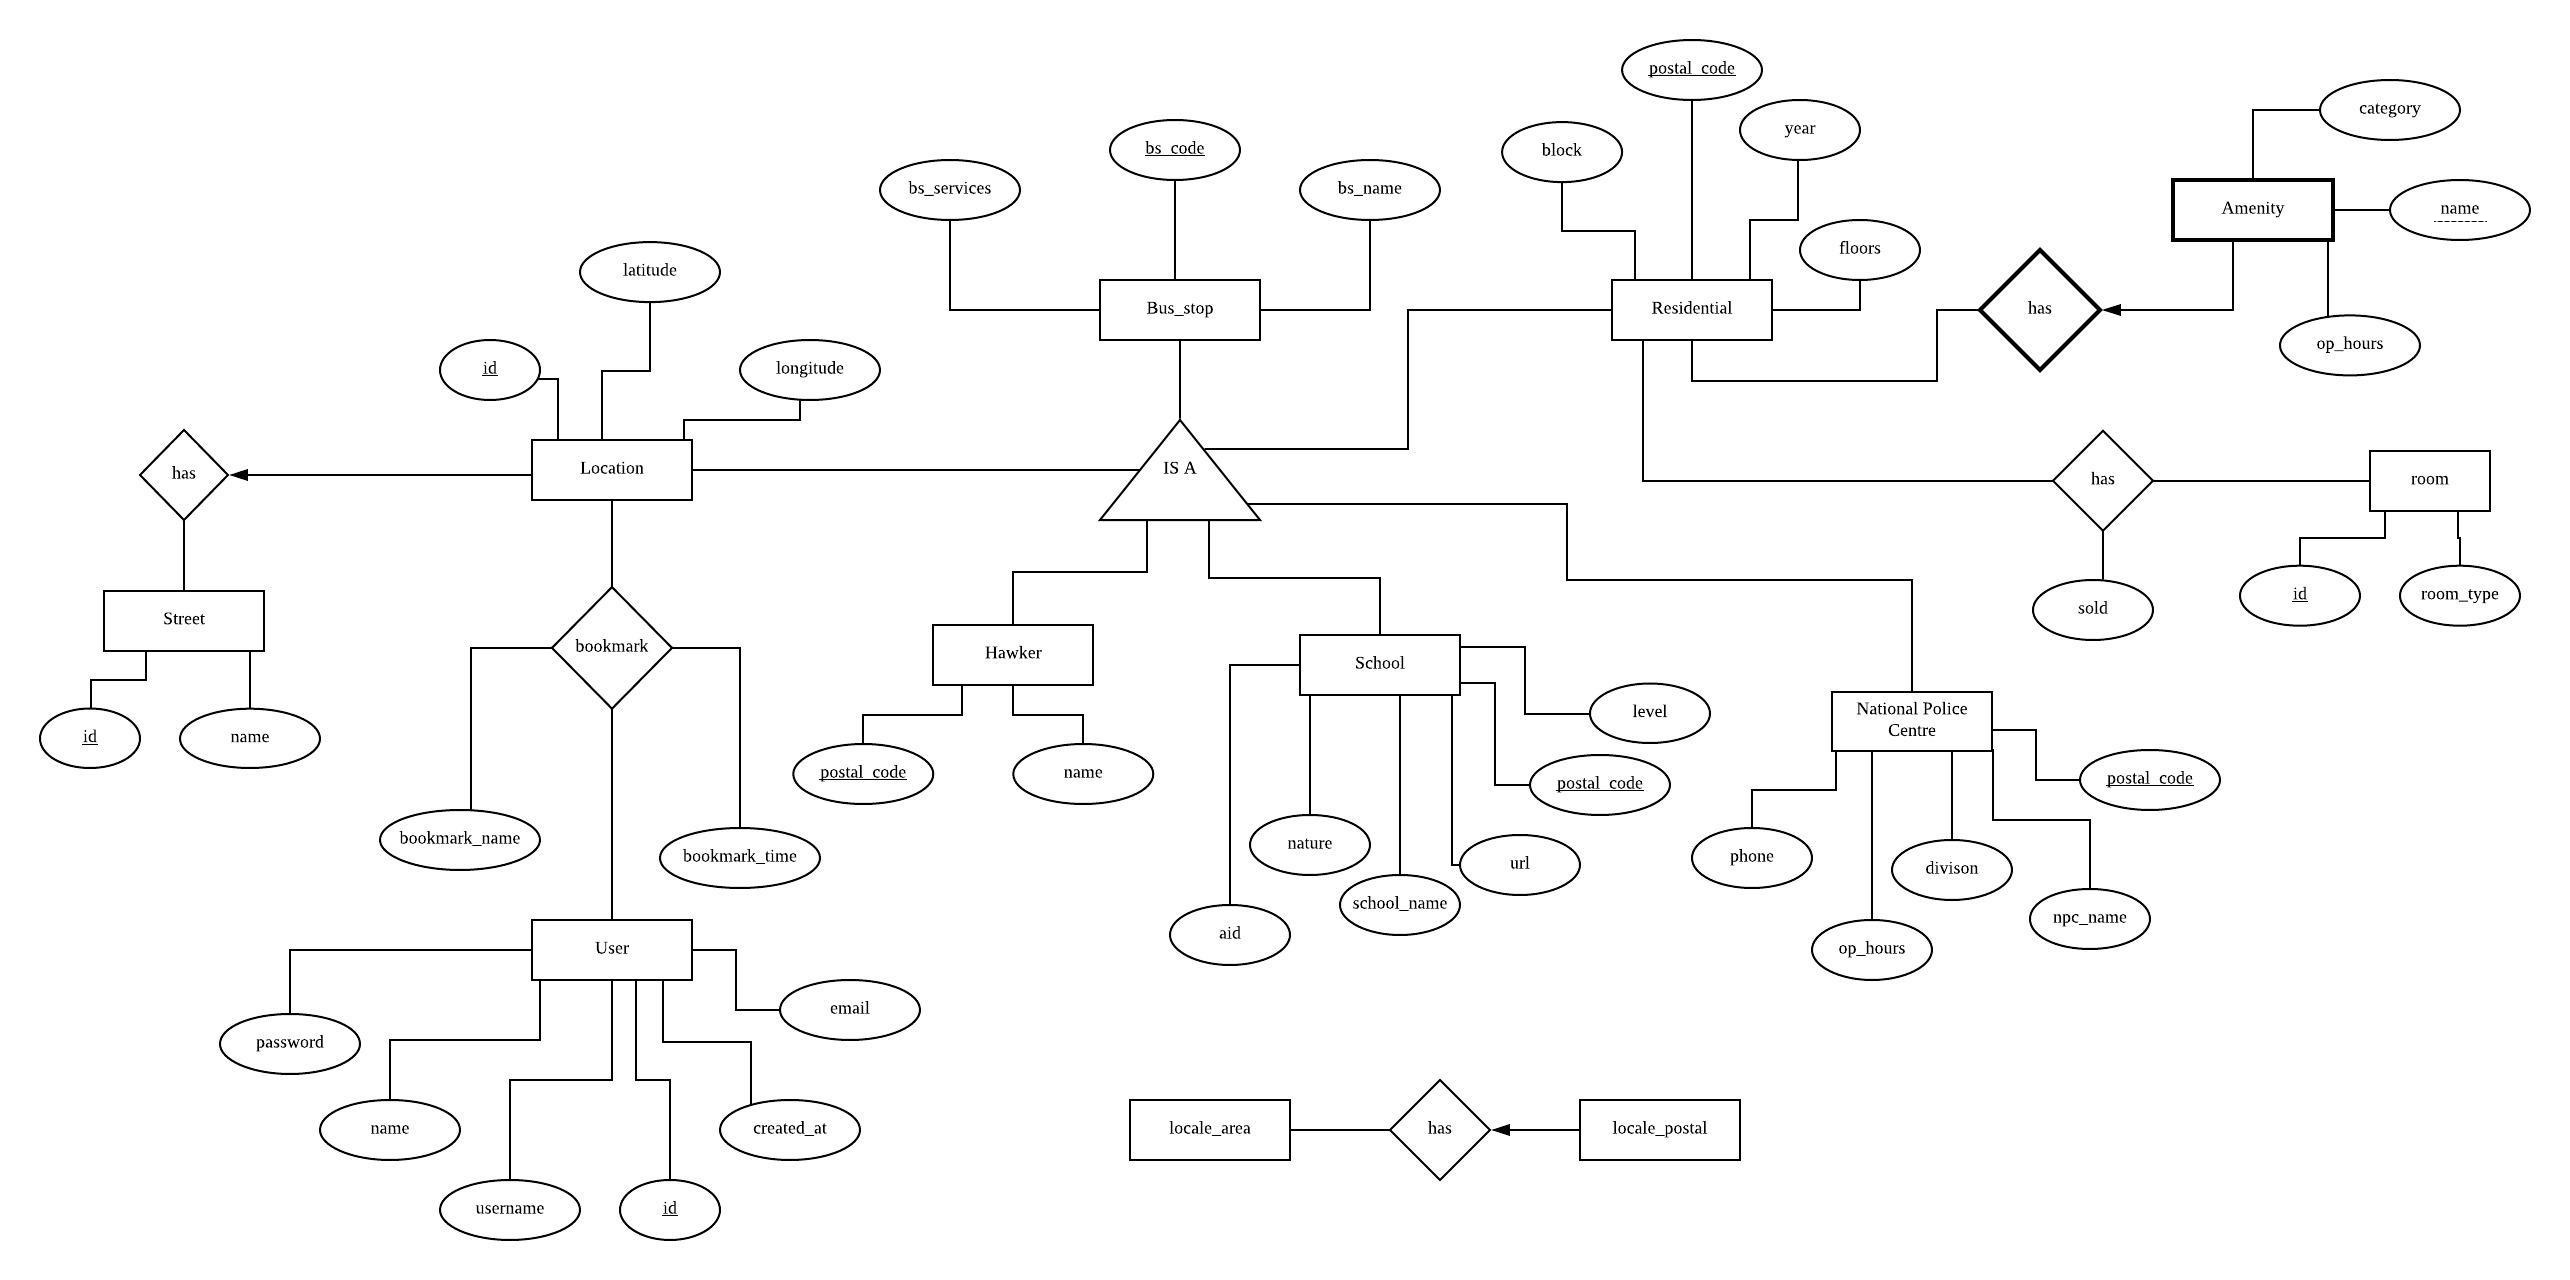 postal_code
category
year
bs_code
block
bs_services
bs_name
name
Amenity
floors
latitude
Bus_stop
Residential
has
op_hours
id
longitude
has
Location
IS A
has
room
Street
bookmark
Hawker
School
sold
id
room_type
id
name
level
National Police
Centre
postal_code
name
postal_code
postal_code
bookmark_name
bookmark_time
nature
url
phone
divison
school_name
npc_name
aid
op_hours
User
email
password
name
created_at
locale_area
has
locale_postal
username
id